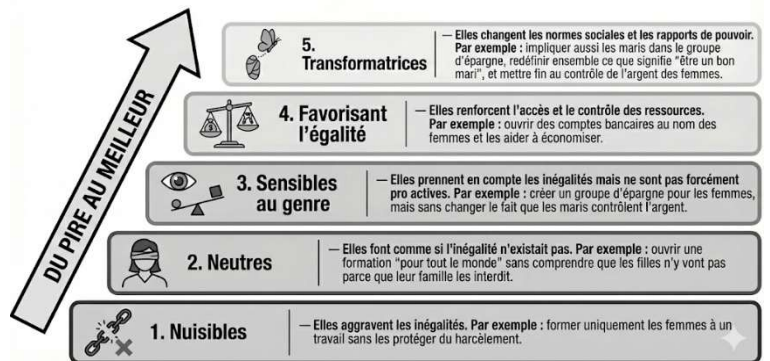 DU PIRE AU MEILLEUR
5.
Transformatrices
— Elles changent les normes sociales et les rapports de pouvoir.
Par exemple : impliquer aussi les maris dans le groupe
d'épargne, redéfinir ensemble ce que signifie "être un bon
mari", et mettre fin au contrôle de l'argent des femmes.
4. Favorisant
l'égalité
— Elles renforcent l'accès et le contrôle des ressources.
Par exemple : ouvrir des comptes bancaires au nom des
femmes et les aider à économiser.
3. Sensibles
au genre
— Elles prennent en compte les inégalités mais ne sont pas forcément
pro actives. Par exemple : créer un groupe d'épargne pour les femmes,
mais sans changer le fait que les maris contrôlent l'argent.
2. Neutres
— Elles font comme si l'inégalité n'existait pas. Par exemple : ouvrir une
formation "pour tout le monde" sans comprendre que les filles n'y vont pas
parce que leur famille les interdit.
1. Nuisibles
— Elles aggravent les inégalités. Par exemple : former uniquement les femmes à un
travail sans les protéger du harcèlement.